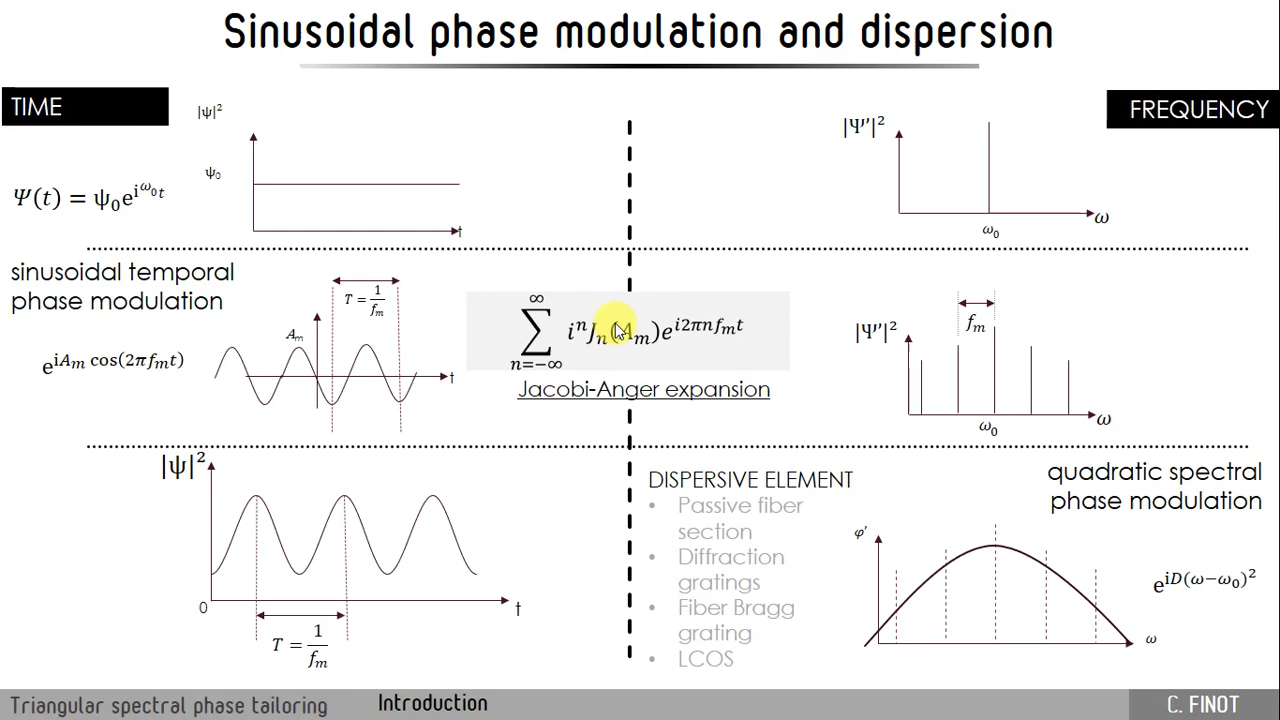 Sinusoidal phase modulation and dispersion
TIME
FREQUENCY
|ψ|²
ψ₀
t
Ψ(t) = ψ₀e^{iω₀t}
|Ψ'|²
ω
ω₀
sinusoidal temporal
phase modulation
e^{iA_m cos(2πf_m t)}
T = 1/f_m
A_m
t
∑_{n=−∞}^{∞} iⁿJₙ(A_m)e^{i2πnf_m t}
Jacobi-Anger expansion
f_m
|Ψ'|²
ω
ω₀
|ψ|²
0
t
T = 1/f_m
DISPERSIVE ELEMENT
• Passive fiber
section
• Diffraction
gratings
• Fiber Bragg
grating
• LCOS
quadratic spectral
phase modulation
φ'
ω
e^{iD(ω−ω₀)²}
Triangular spectral phase tailoring
Introduction
C. FINOT